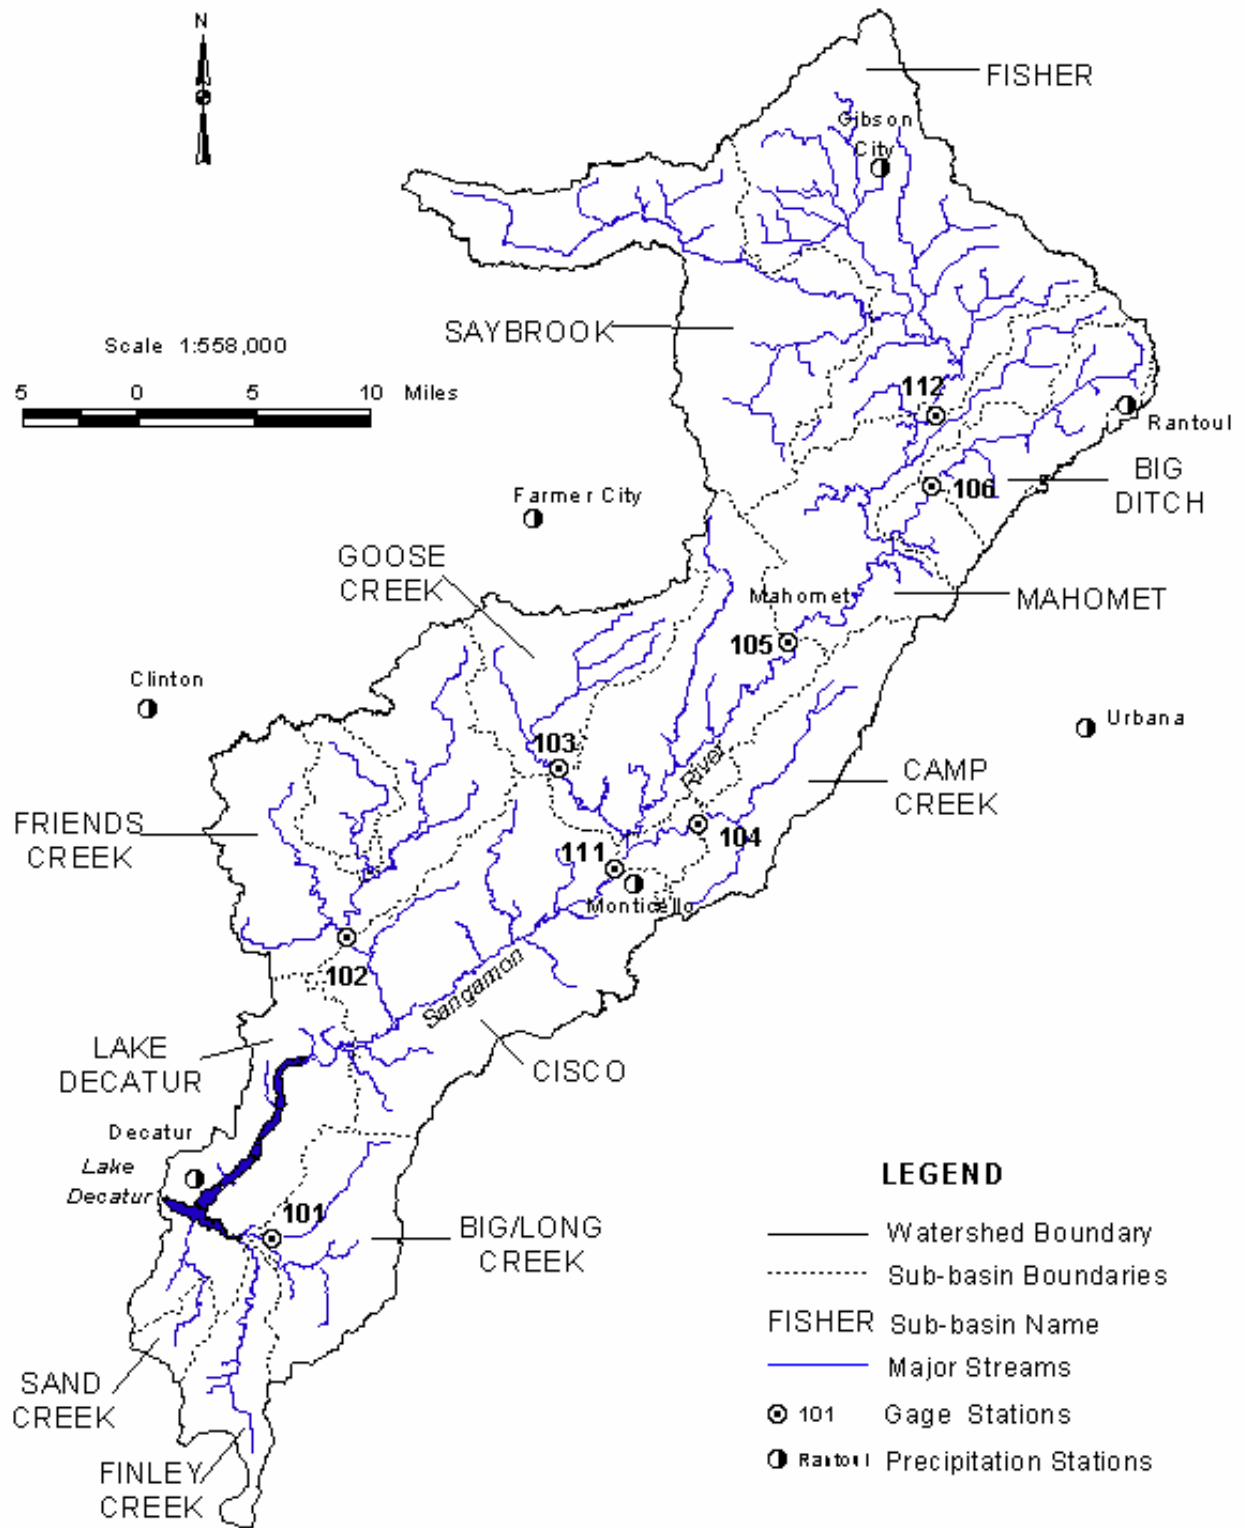 N
FISHER
Gibson
City
SAYBROOK
Scale 1:558,000
5 0 5 10 Miles
112
Rantoul
BIG
DITCH
106
Farmer City
GOOSE
CREEK
Mahomet
MAHOMET
105
Clinton
Urbana
103
River
CAMP
CREEK
FRIENDS
CREEK
104
111
Monticello
102
Sangamon
LAKE
DECATUR
CISCO
Decatur
Lake
Decatur
101
BIG/LONG
CREEK
SAND
CREEK
FINLEY
CREEK
LEGEND
Watershed Boundary
Sub-basin Boundaries
FISHER Sub-basin Name
Major Streams
101 Gage Stations
Rantoul Precipitation Stations